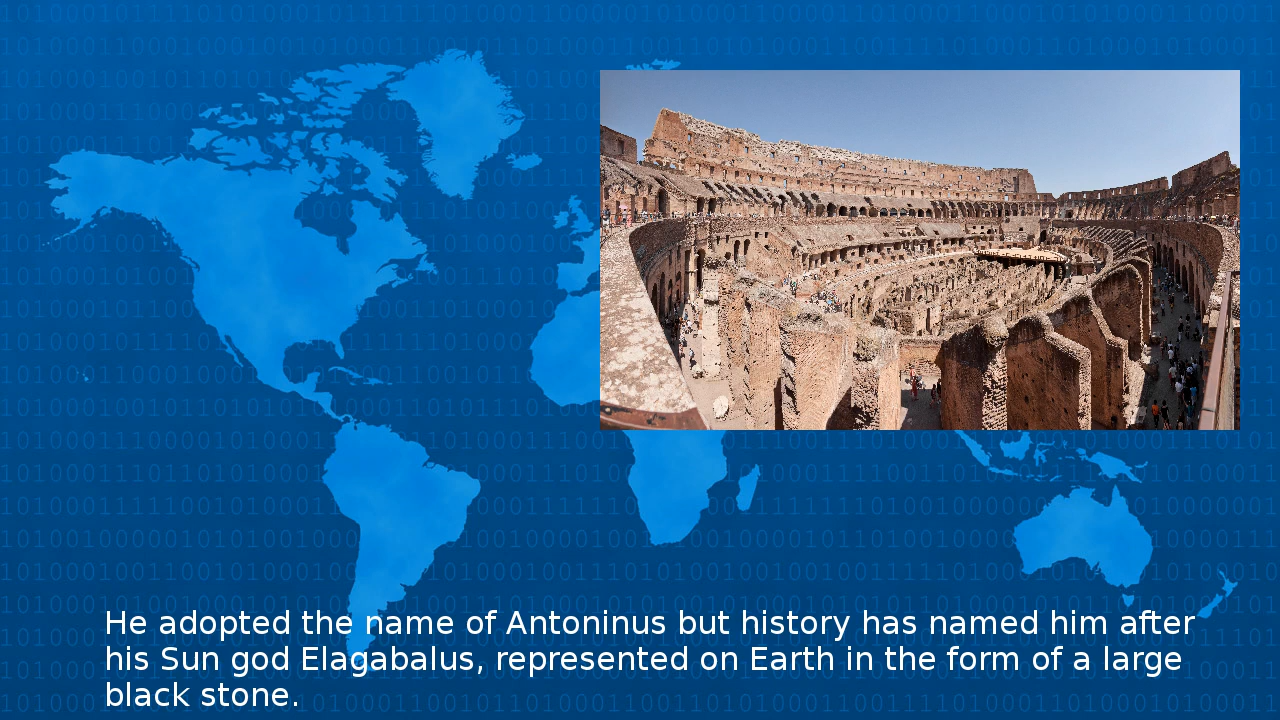 He adopted the name of Antoninus but history has named him after
his Sun god Elagabalus, represented on Earth in the form of a large
black stone.